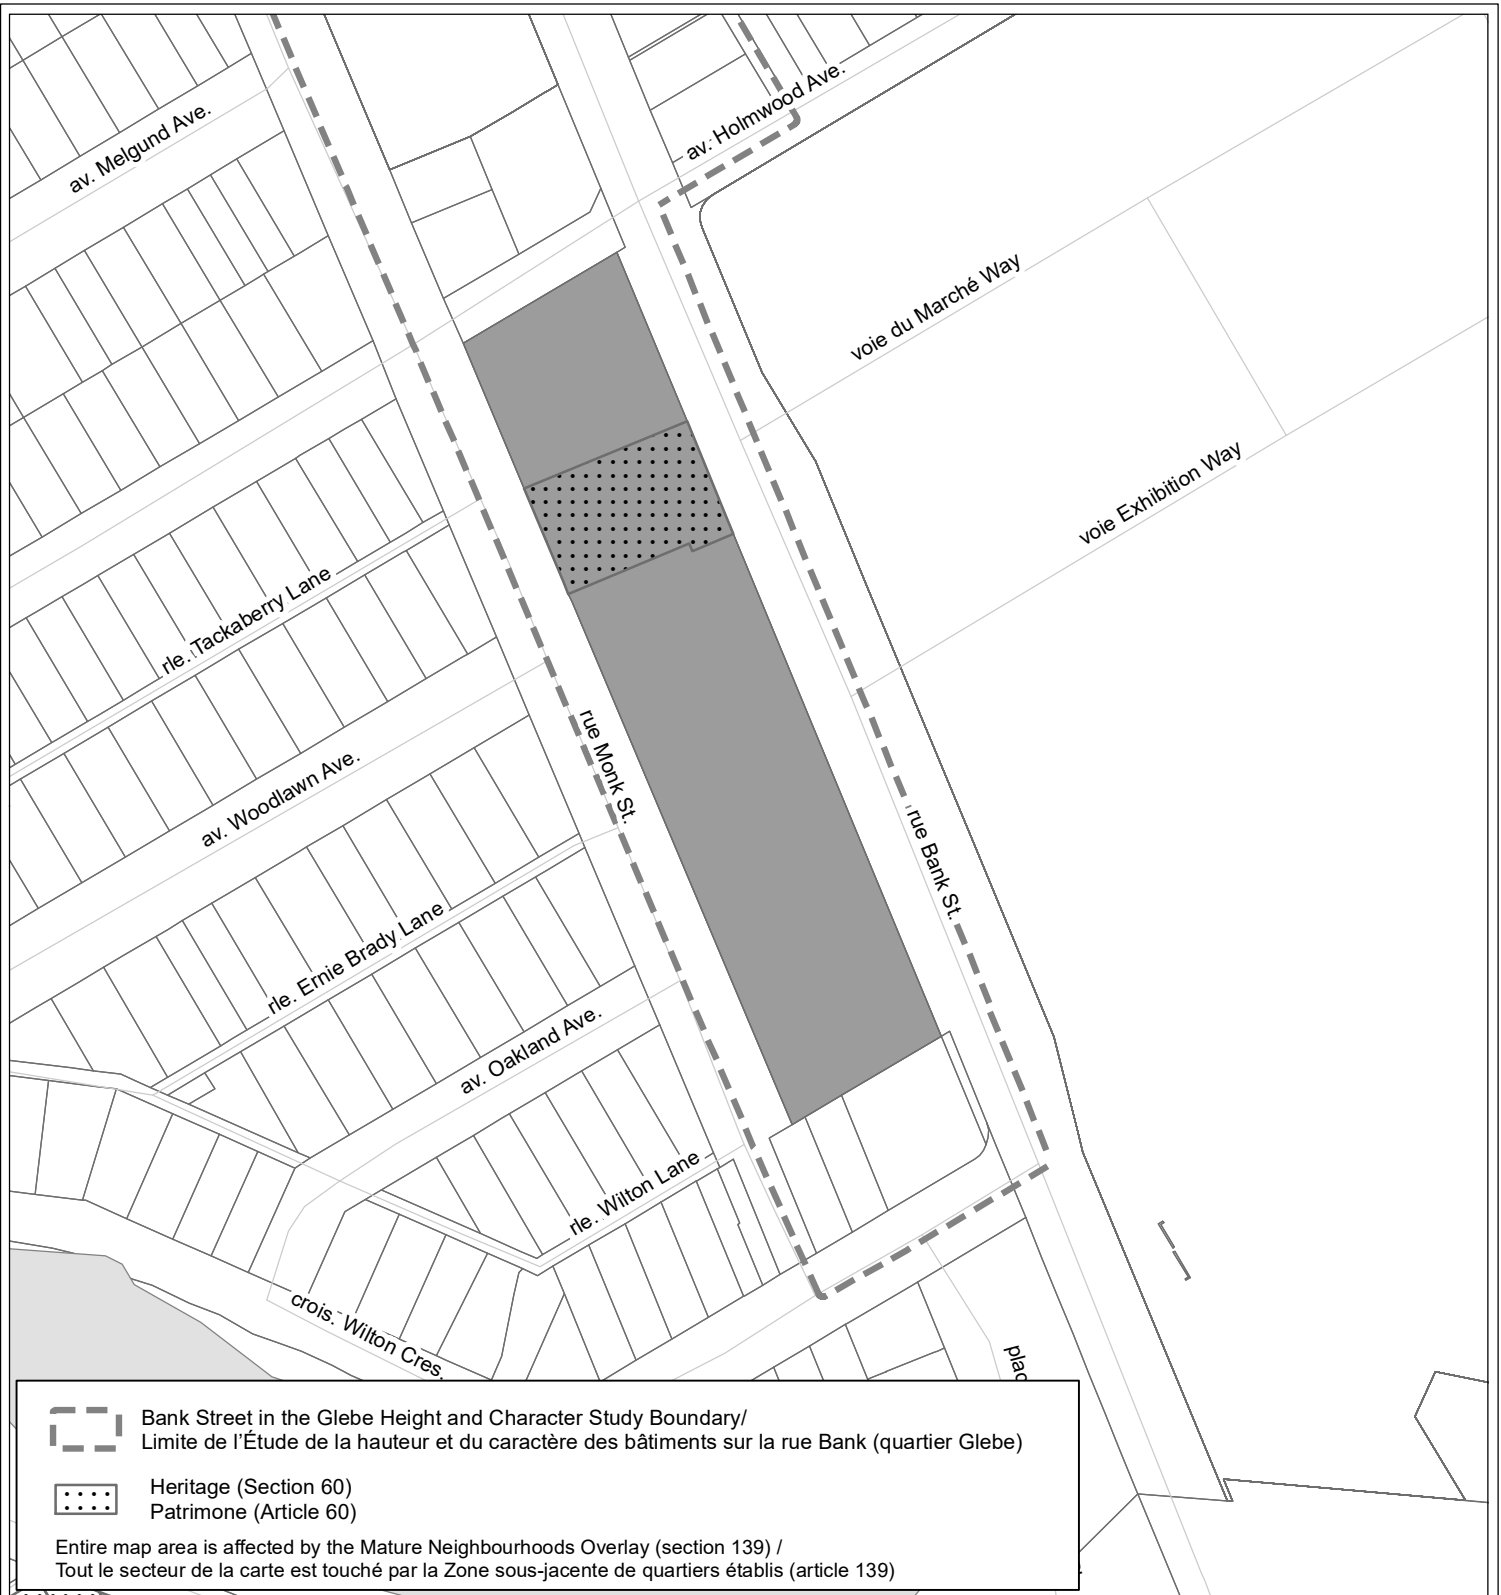 av. Melgund Ave.
av. Holmwood Ave.
voie du Marché Way
voie Exhibition Way
rle. Tackaberry Lane
rue Monk St.
av. Woodlawn Ave.
rue Bank St.
rle. Ernie Brady Lane
av. Oakland Ave.
rle. Wilton Lane
crois. Wilton Cres.
plac
Bank Street in the Glebe Height and Character Study Boundary/
Limite de l'Étude de la hauteur et du caractère des bâtiments sur la rue Bank (quartier Glebe)
Heritage (Section 60)
Patrimone (Article 60)
Entire map area is affected by the Mature Neighbourhoods Overlay (section 139) /
Tout le secteur de la carte est touché par la Zone sous-jacente de quartiers établis (article 139)